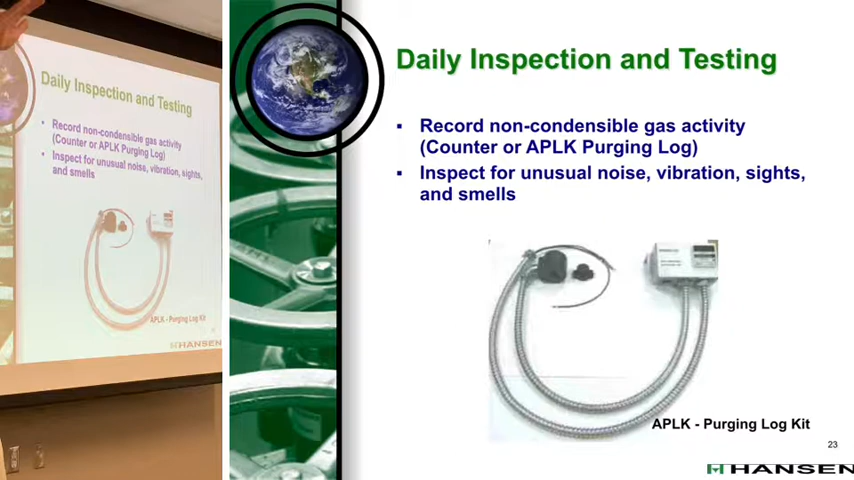 Daily Inspection and Testing
• Record non-condensible gas activity
(Counter or APLK Purging Log)
• Inspect for unusual noise, vibration, sights,
and smells
APLK - Purging Log Kit
HANSEN
Daily Inspection and Testing
▪ Record non-condensible gas activity
(Counter or APLK Purging Log)
▪ Inspect for unusual noise, vibration, sights,
and smells
APLK - Purging Log Kit
23
HANSEN